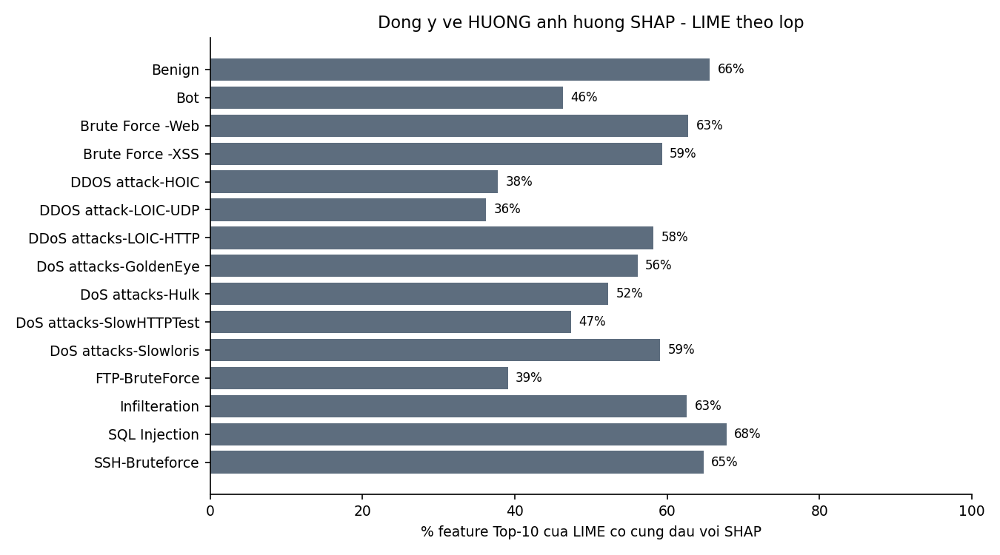 Dong y ve HUONG anh huong SHAP - LIME theo lop
Benign 66%
Bot 46%
Brute Force -Web 63%
Brute Force -XSS 59%
DDOS attack-HOIC 38%
DDOS attack-LOIC-UDP 36%
DDoS attacks-LOIC-HTTP 58%
DoS attacks-GoldenEye 56%
DoS attacks-Hulk 52%
DoS attacks-SlowHTTPTest 47%
DoS attacks-Slowloris 59%
FTP-BruteForce 39%
Infilteration 63%
SQL Injection 68%
SSH-Bruteforce 65%
0 20 40 60 80 100
% feature Top-10 cua LIME co cung dau voi SHAP